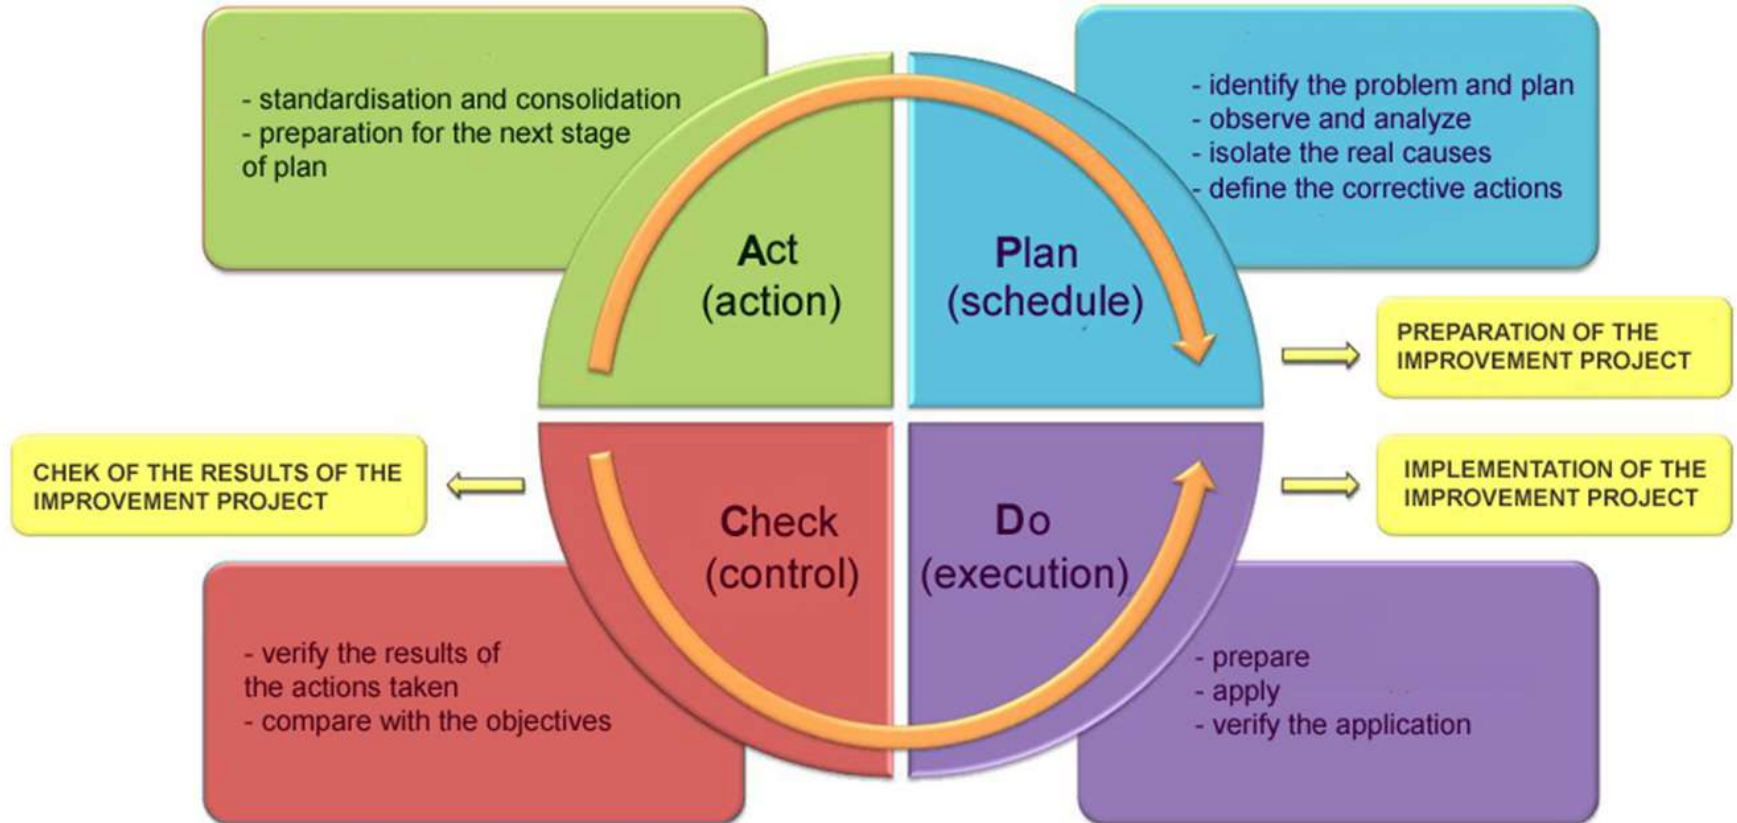 - standardisation and consolidation
- preparation for the next stage
of plan
- identify the problem and plan
- observe and analyze
- isolate the real causes
- define the corrective actions
Act
(action)
Plan
(schedule)
PREPARATION OF THE
IMPROVEMENT PROJECT
CHEK OF THE RESULTS OF THE
IMPROVEMENT PROJECT
IMPLEMENTATION OF THE
IMPROVEMENT PROJECT
Check
(control)
Do
(execution)
- verify the results of
the actions taken
- compare with the objectives
- prepare
- apply
- verify the application